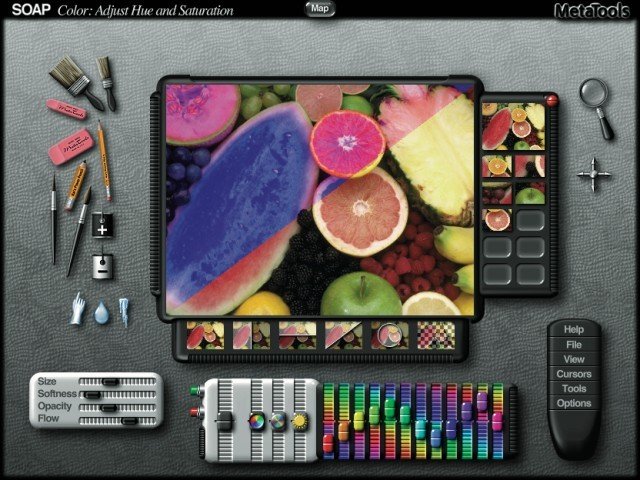 SOAP Color: Adjust Hue and Saturation
Map
MetaTools
Size
Softness
Opacity
Flow
Help
File
View
Cursors
Tools
Options